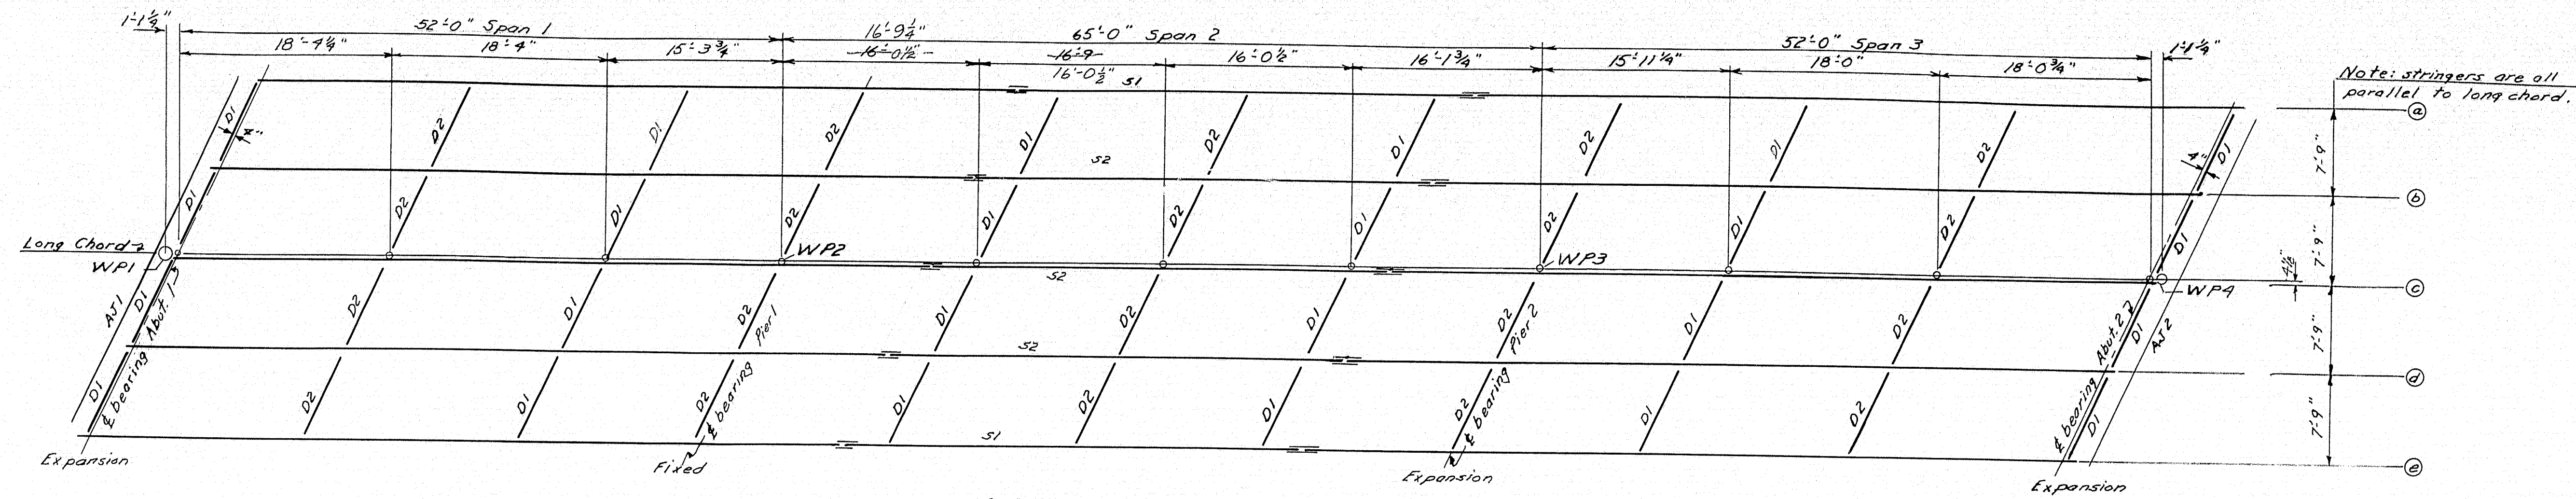 1'-1¼"
52'-0" Span 1
16'-9¼"
65'-0" Span 2
52'-0" Span 3
1'-1¼"
18'-4¼"
18'-4"
15'-3¾"
16'-0½"
16'-9
16'-0½"
16'-0½"
16'-1¾"
15'-11¼"
18'-0"
18'-0¾"
S1
Note: stringers are all
parallel to long chord.
a
D1
4"
D2
D1
D2
D1
D2
D1
D2
D1
D2
4"
D1
7'-9"
S2
b
D1
D2
D1
D2
D1
D2
D1
D2
D1
D2
D1
7'-9"
Long Chord
WP1
WP2
WP3
WP4
S2
4½"
c
AJ1
D1
℄ bearing Abut. 1
D2
D1
D2
Pier 1
D1
D2
D1
D2
Pier 2
D1
D2
Abut. 2
D1
AJ2
7'-9"
S2
d
D1
D2
D1
D2
℄ bearing
D1
D2
D1
D2
℄ bearing
D1
D2
℄ bearing
D1
7'-9"
S1
e
Expansion
Fixed
Expansion
Expansion